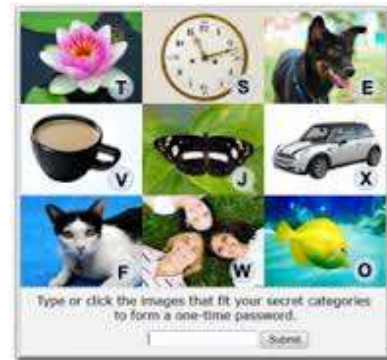 T S E
V J X
F W O
Type or click the images that fit your secret categories
to form a one-time password.
Submit